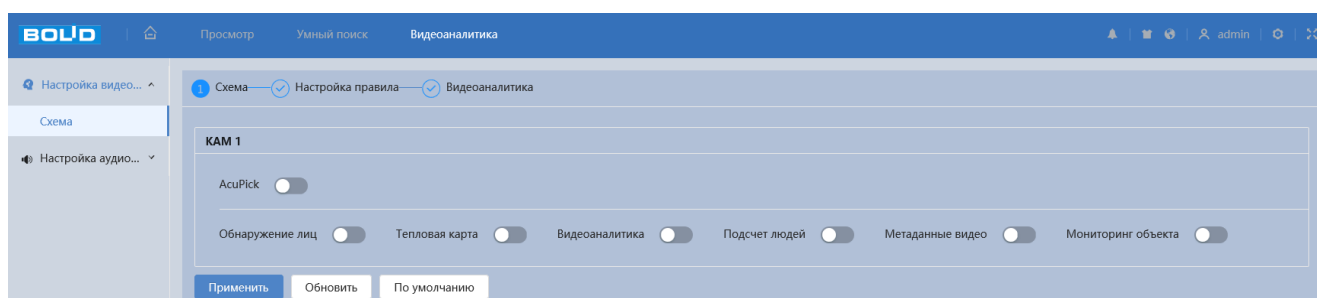 BOLID Просмотр Умный поиск Видеоаналитика admin
Настройка видео...
1 Схема Настройка правила Видеоаналитика
Схема
КАМ 1
Настройка аудио...
AcuPick
Обнаружение лиц Тепловая карта Видеоаналитика Подсчет людей Метаданные видео Мониторинг объекта
Применить Обновить По умолчанию